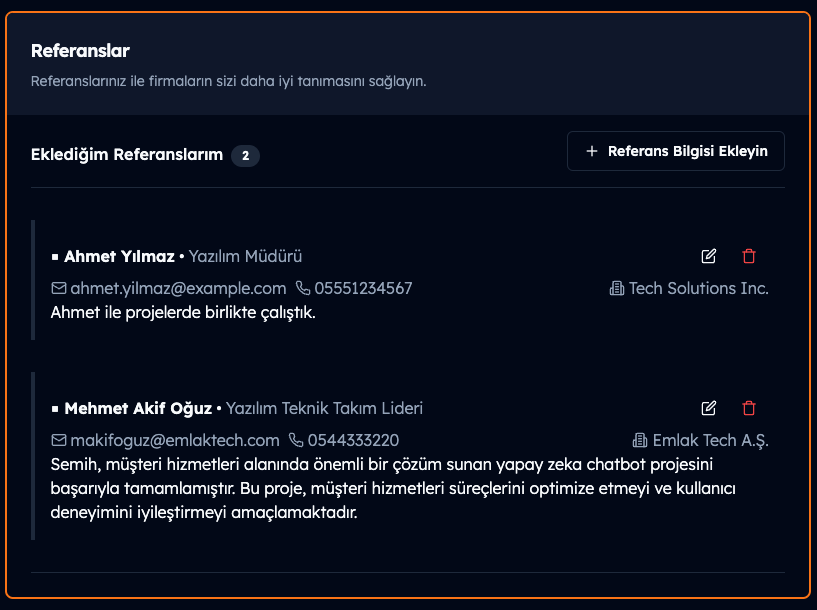 Referanslar
Referanslarınız ile firmaların sizi daha iyi tanımasını sağlayın.
Eklediğim Referanslarım 2
+ Referans Bilgisi Ekleyin
▪ Ahmet Yılmaz • Yazılım Müdürü
ahmet.yilmaz@example.com 05551234567 Tech Solutions Inc.
Ahmet ile projelerde birlikte çalıştık.
▪ Mehmet Akif Oğuz • Yazılım Teknik Takım Lideri
makifoguz@emlaktech.com 0544333220 Emlak Tech A.Ş.
Semih, müşteri hizmetleri alanında önemli bir çözüm sunan yapay zeka chatbot projesini
başarıyla tamamlamıştır. Bu proje, müşteri hizmetleri süreçlerini optimize etmeyi ve kullanıcı
deneyimini iyileştirmeyi amaçlamaktadır.